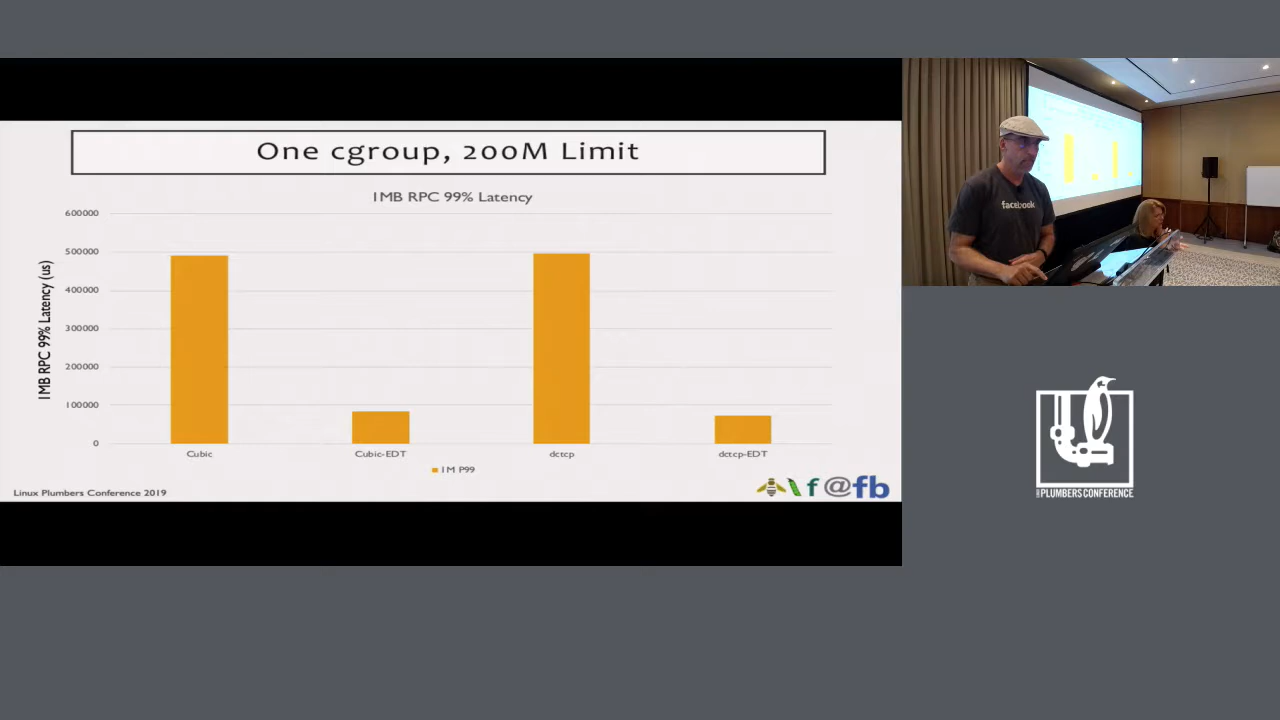 One cgroup, 200M Limit
1MB RPC 99% Latency
1MB RPC 99% Latency (us)
600000
500000
400000
300000
200000
100000
0
Cubic
Cubic-EDT
dctcp
dctcp-EDT
1M P99
Linux Plumbers Conference 2019
f@fb
facebook
PLUMBERS CONFERENCE